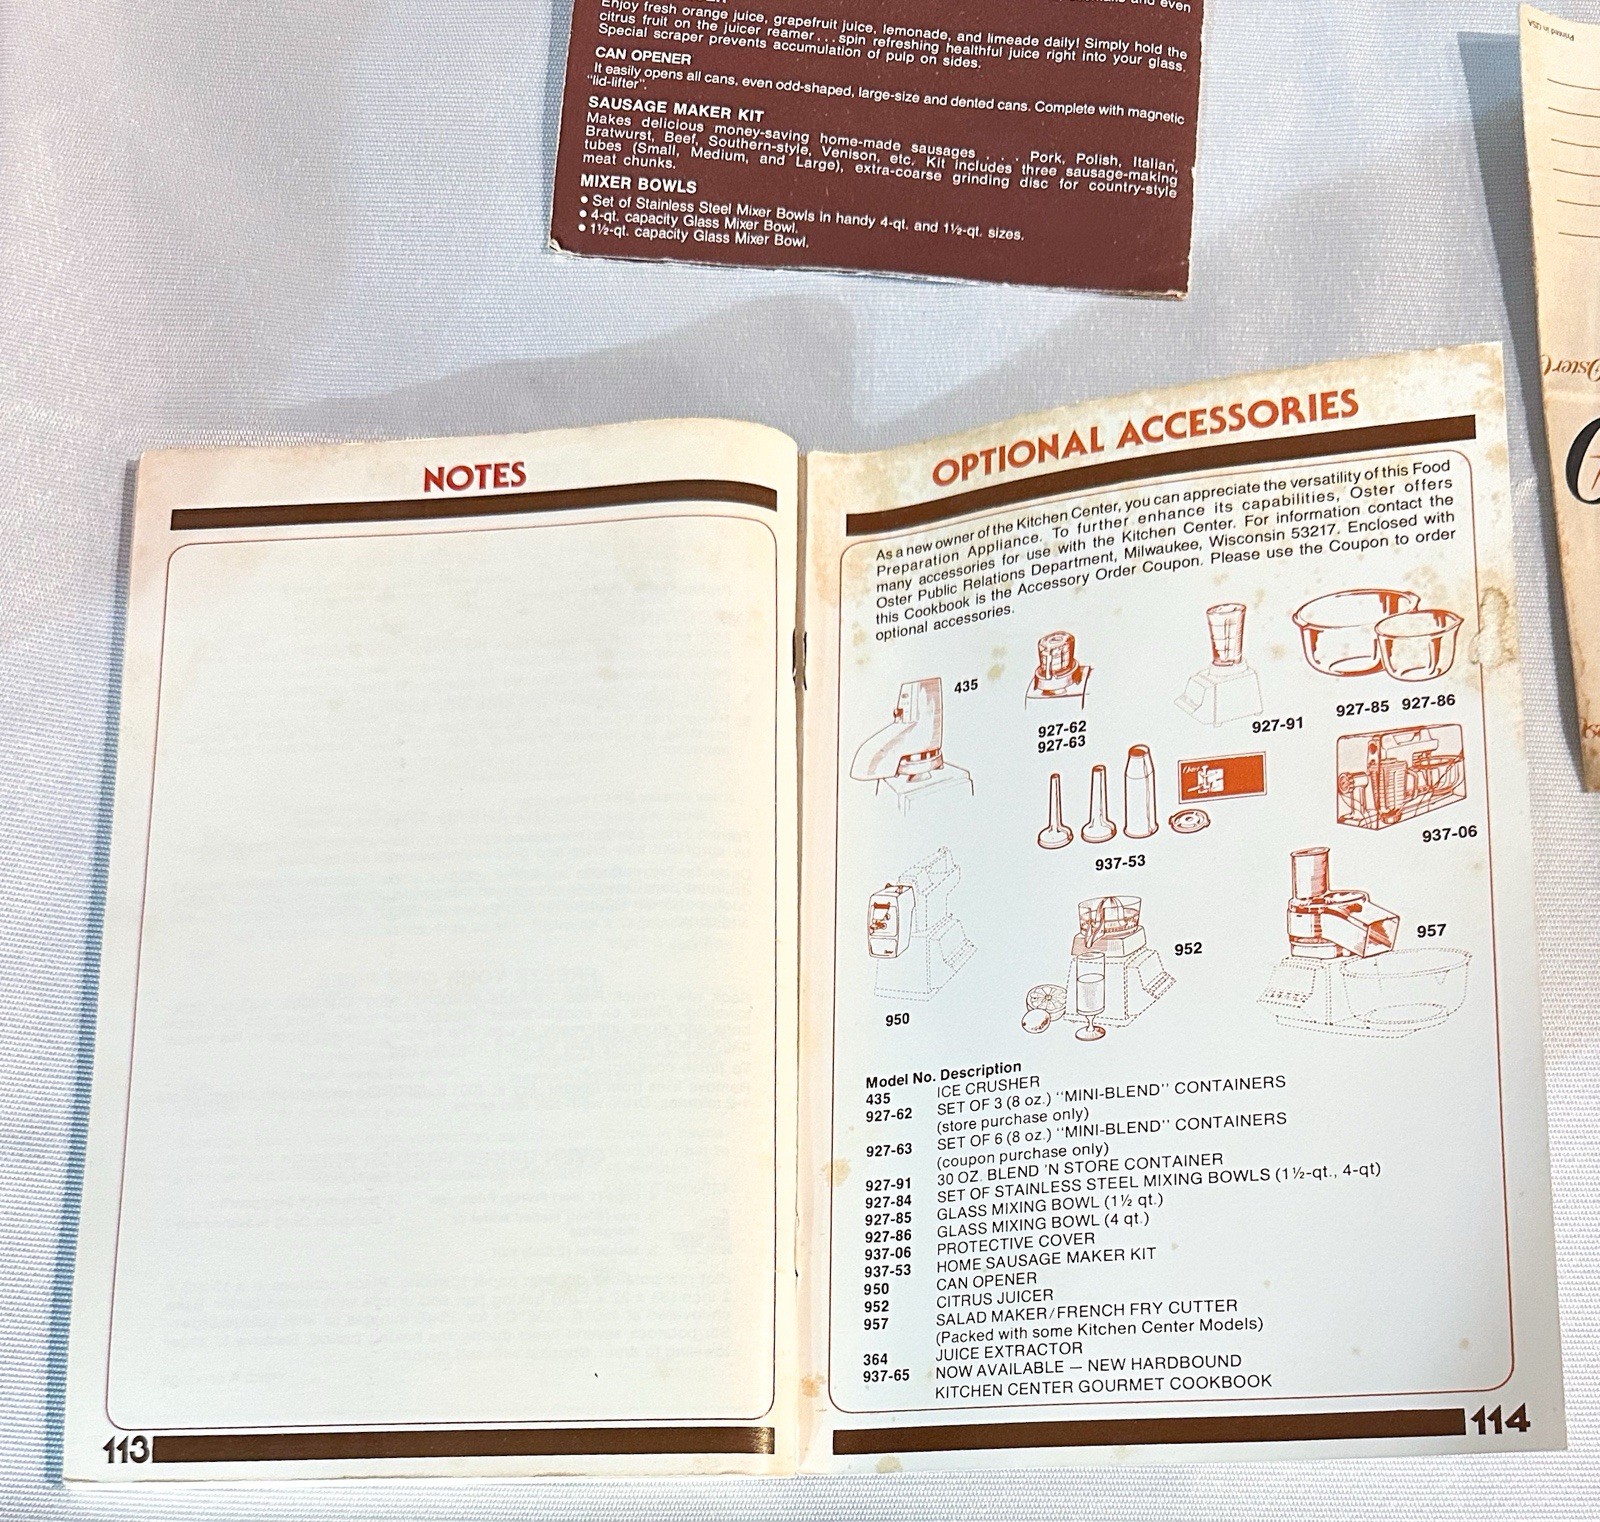 Enjoy fresh orange juice, grapefruit juice, lemonade, and limeade daily! Simply hold the
citrus fruit on the juicer reamer . . . spin refreshing healthful juice right into your glass.
Special scraper prevents accumulation of pulp on sides.
CAN OPENER
It easily opens all cans, even odd-shaped, large-size and dented cans. Complete with magnetic
"lid-lifter".
SAUSAGE MAKER KIT
Makes delicious money-saving home-made sausages . . . Pork, Polish, Italian,
Bratwurst, Beef, Southern-style, Venison, etc. Kit includes three sausage-making
tubes (Small, Medium, and Large), extra-coarse grinding disc for country-style
meat chunks.
MIXER BOWLS
• Set of Stainless Steel Mixer Bowls in handy 4-qt. and 1½-qt. sizes.
• 4-qt. capacity Glass Mixer Bowl.
• 1½-qt. capacity Glass Mixer Bowl.
Printed in USA
NOTES
113
OPTIONAL ACCESSORIES
As a new owner of the Kitchen Center, you can appreciate the versatility of this Food
Preparation Appliance. To further enhance its capabilities, Oster offers
many accessories for use with the Kitchen Center. For information contact the
Oster Public Relations Department, Milwaukee, Wisconsin 53217. Enclosed with
this Cookbook is the Accessory Order Coupon. Please use the Coupon to order
optional accessories.
435
927-62
927-63
927-91
927-85 927-86
937-53
937-06
950
952
957
Model No. Description
435 ICE CRUSHER
927-62 SET OF 3 (8 oz.) "MINI-BLEND" CONTAINERS
(store purchase only)
927-63 SET OF 6 (8 oz.) "MINI-BLEND" CONTAINERS
(coupon purchase only)
927-91 30 OZ. BLEND 'N STORE CONTAINER
927-84 SET OF STAINLESS STEEL MIXING BOWLS (1½-qt., 4-qt)
927-85 GLASS MIXING BOWL (1½ qt.)
927-86 GLASS MIXING BOWL (4 qt.)
937-06 PROTECTIVE COVER
937-53 HOME SAUSAGE MAKER KIT
950 CAN OPENER
952 CITRUS JUICER
957 SALAD MAKER/FRENCH FRY CUTTER
(Packed with some Kitchen Center Models)
364 JUICE EXTRACTOR
937-65 NOW AVAILABLE — NEW HARDBOUND
KITCHEN CENTER GOURMET COOKBOOK
114
Oster